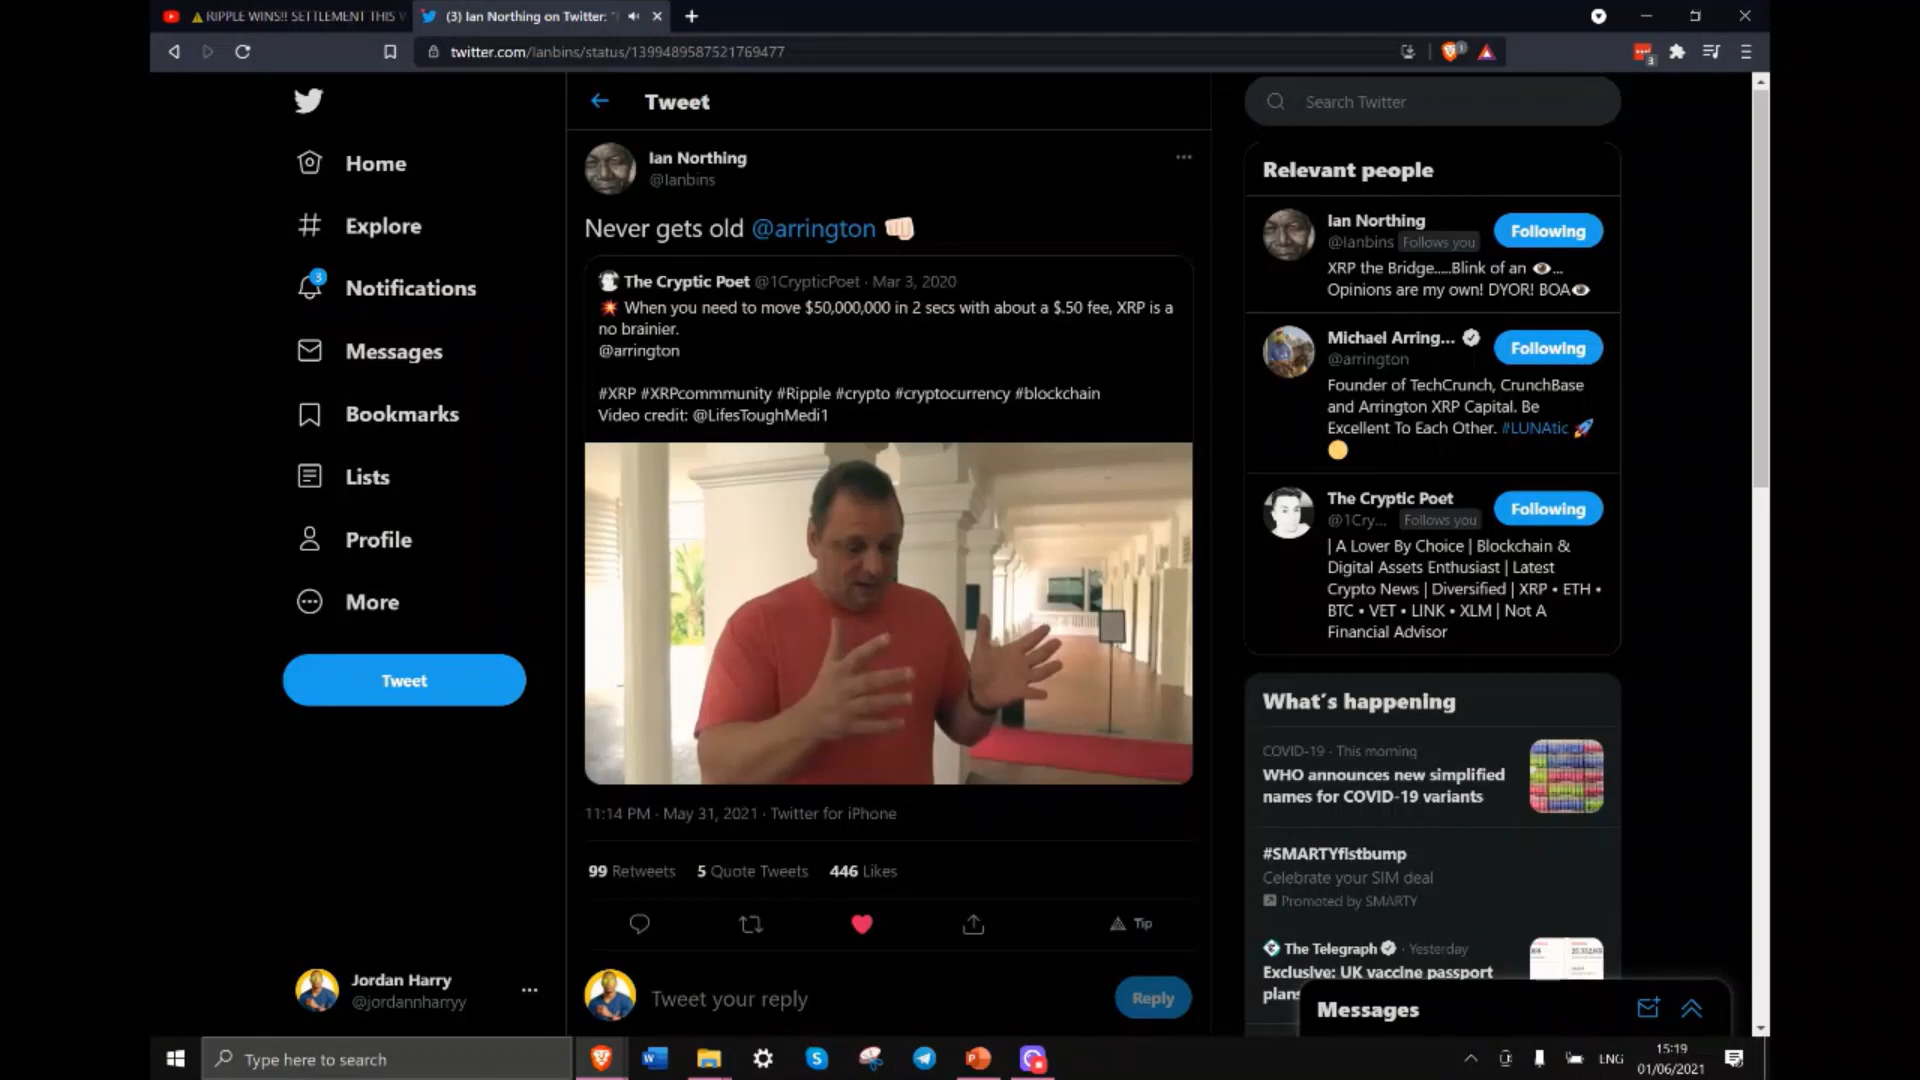 RIPPLE WINS!! SETTLEMENT THIS
(3) Ian Northing on Twitter: "
twitter.com/Ianbins/status/1399489587521769477
1
3
Home
Explore
3
Notifications
Messages
Bookmarks
Lists
Profile
More
Tweet
Jordan Harry
@jordannharryy
Tweet
Ian Northing
@Ianbins
Never gets old @arrington 👊🏻
The Cryptic Poet @1CrypticPoet · Mar 3, 2020
💥 When you need to move $50,000,000 in 2 secs with about a $.50 fee, XRP is a
no brainier.
@arrington
#XRP #XRPcommmunity #Ripple #crypto #cryptocurrency #blockchain
Video credit: @LifesToughMedi1
11:14 PM · May 31, 2021 · Twitter for iPhone
99 Retweets 5 Quote Tweets 446 Likes
Tip
Tweet your reply
Reply
Search Twitter
Relevant people
Ian Northing
@Ianbins Follows you
Following
XRP the Bridge.....Blink of an 👁...
Opinions are my own! DYOR! BOA👁
Michael Arring...
@arrington
Following
Founder of TechCrunch, CrunchBase
and Arrington XRP Capital. Be
Excellent To Each Other. #LUNAtic 🚀
The Cryptic Poet
@1Cry... Follows you
Following
| A Lover By Choice | Blockchain &
Digital Assets Enthusiast | Latest
Crypto News | Diversified | XRP • ETH •
BTC • VET • LINK • XLM | Not A
Financial Advisor
What's happening
COVID-19 · This morning
WHO announces new simplified
names for COVID-19 variants
#SMARTYfistbump
Celebrate your SIM deal
Promoted by SMARTY
The Telegraph · Yesterday
Exclusive: UK vaccine passport
plans
Messages
Type here to search
ENG
15:19
01/06/2021